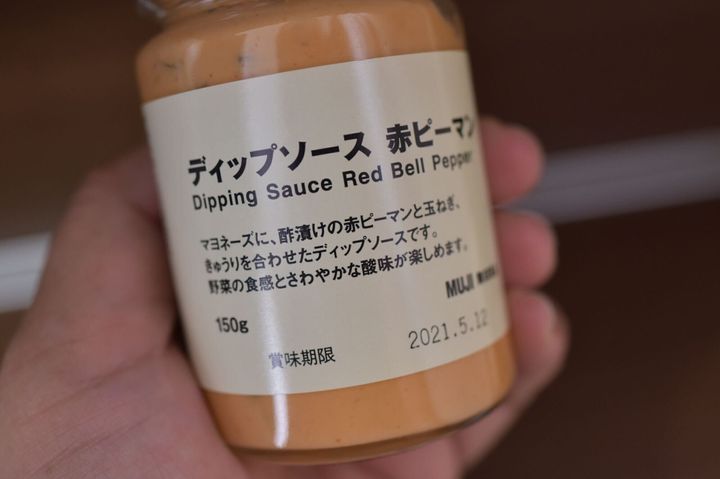 ディップソース 赤ピーマン
Dipping Sauce Red Bell Pepper
マヨネーズに、酢漬けの赤ピーマンと玉ねぎ、
きゅうりを合わせたディップソースです。
野菜の食感とさわやかな酸味が楽しめます。
150g
MUJI
賞味期限
2021.5.12